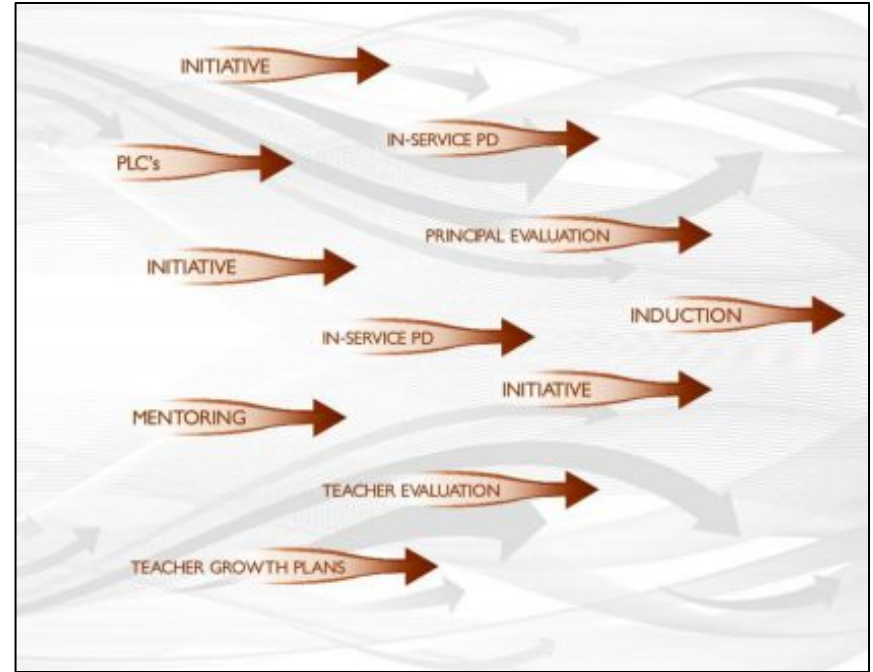 INITIATIVE
IN-SERVICE PD
PLC's
PRINCIPAL EVALUATION
INITIATIVE
INDUCTION
IN-SERVICE PD
INITIATIVE
MENTORING
TEACHER EVALUATION
TEACHER GROWTH PLANS